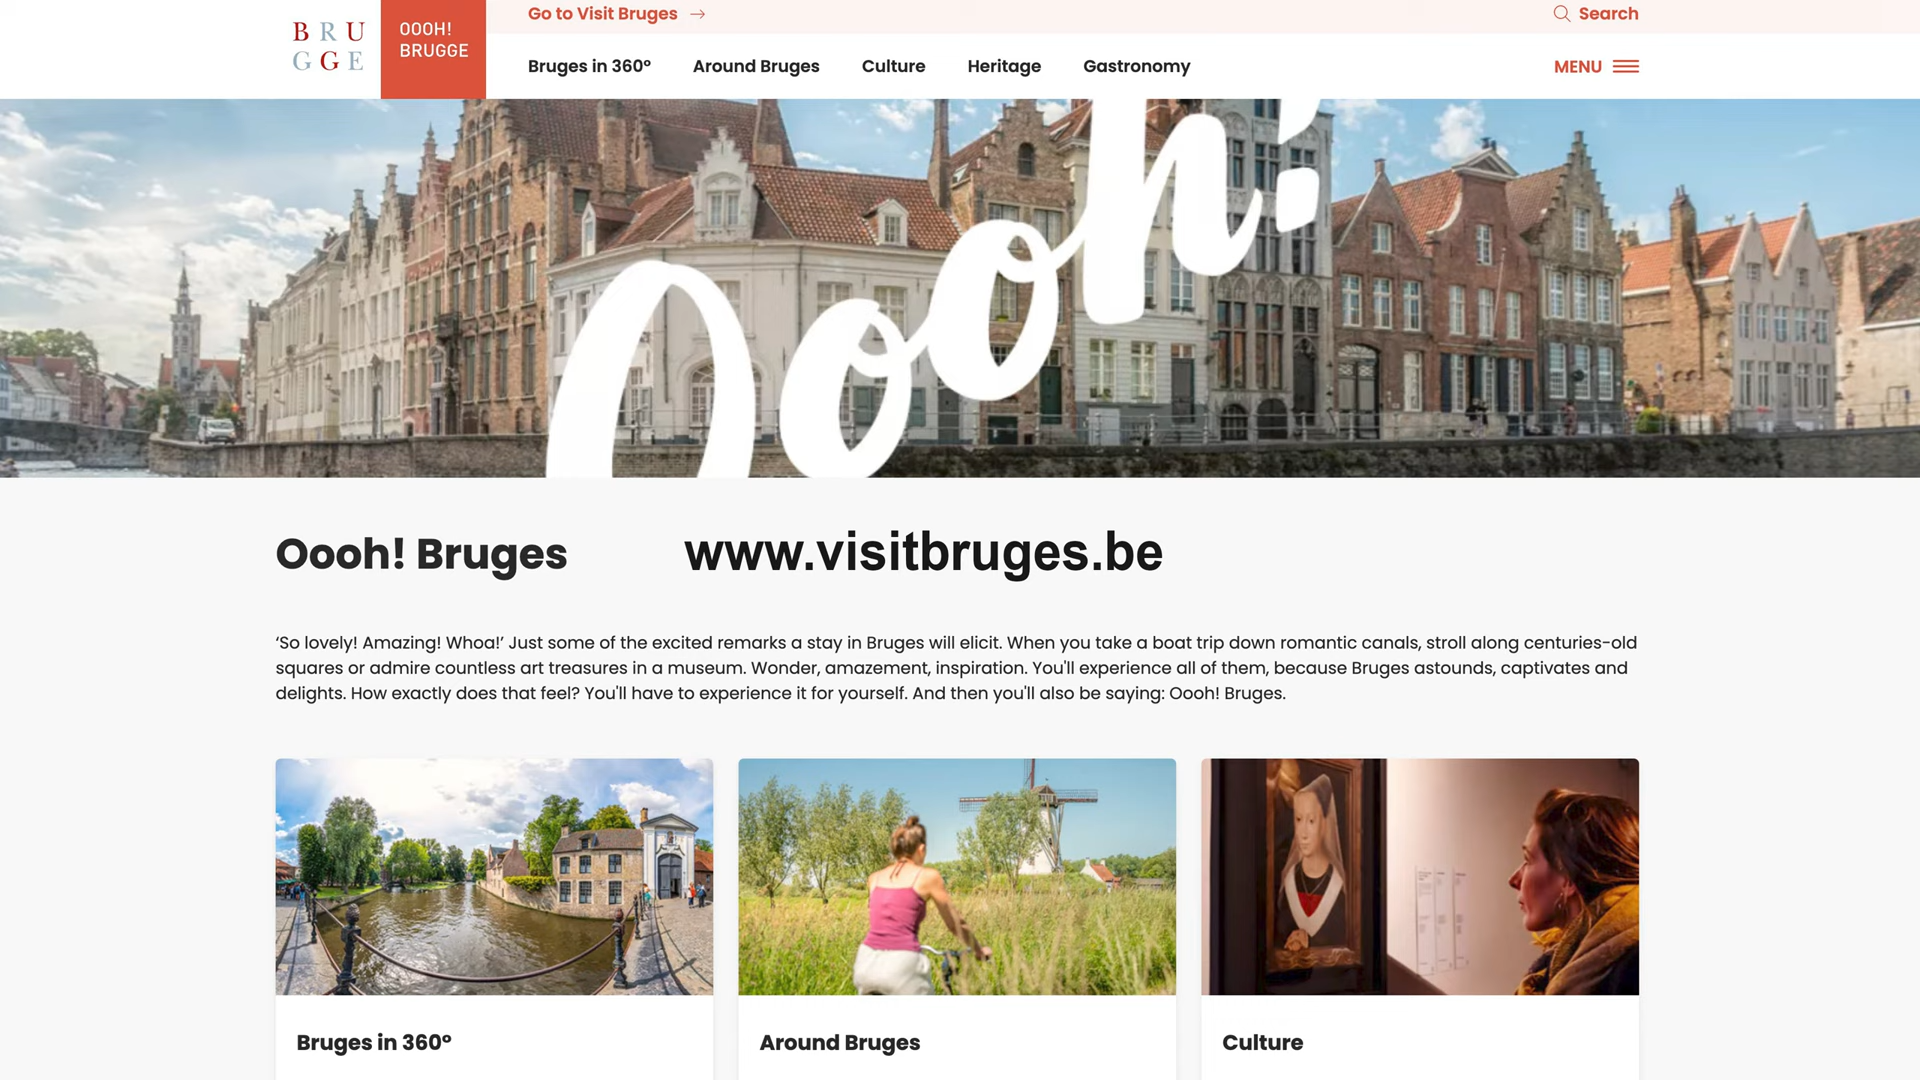 BRU
GGE
OOOH!
BRUGGE
Go to Visit Bruges →
Search
Bruges in 360°
Around Bruges
Culture
Heritage
Gastronomy
MENU
Oooh!
Oooh! Bruges
www.visitbruges.be
‘So lovely! Amazing! Whoa!’ Just some of the excited remarks a stay in Bruges will elicit. When you take a boat trip down romantic canals, stroll along centuries-old
squares or admire countless art treasures in a museum. Wonder, amazement, inspiration. You'll experience all of them, because Bruges astounds, captivates and
delights. How exactly does that feel? You'll have to experience it for yourself. And then you'll also be saying: Oooh! Bruges.
Bruges in 360°
Around Bruges
Culture